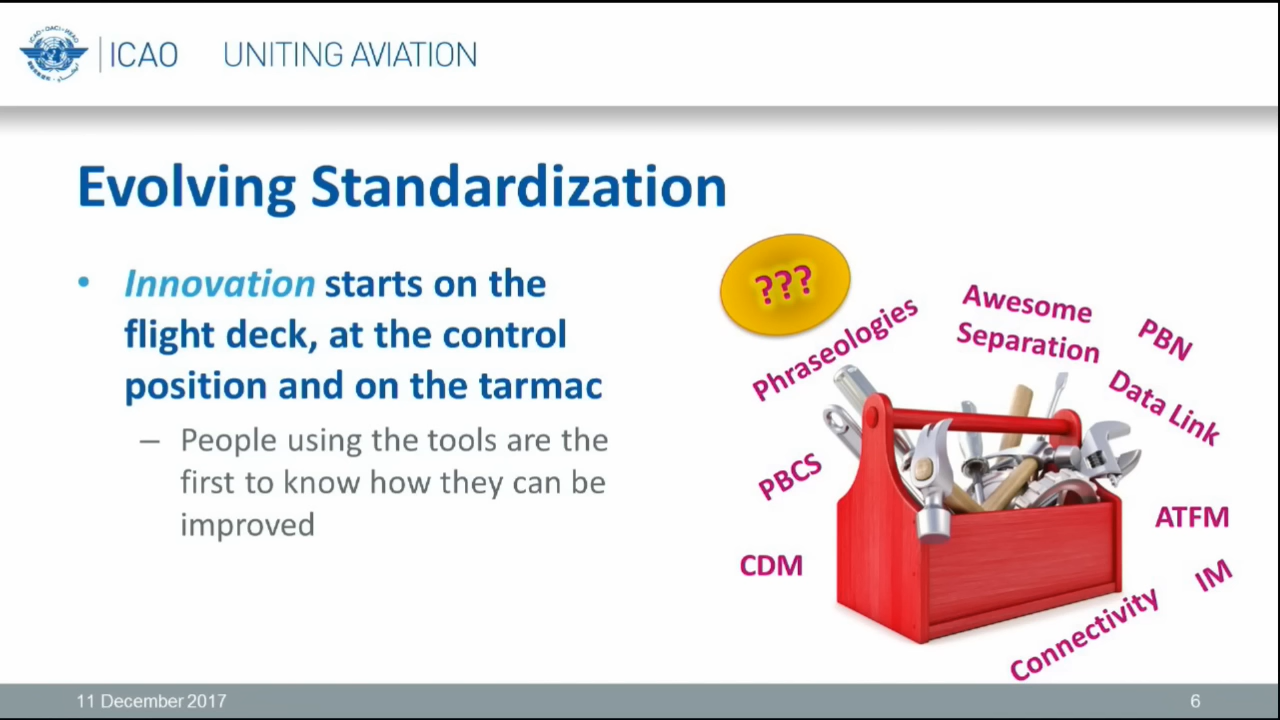 ICAO
UNITING AVIATION
Evolving Standardization
• Innovation starts on the
flight deck, at the control
position and on the tarmac
– People using the tools are the
first to know how they can be
improved
???
Phraseologies
Awesome
Separation
PBN
Data Link
PBCS
ATFM
CDM
IM
Connectivity
11 December 2017
6